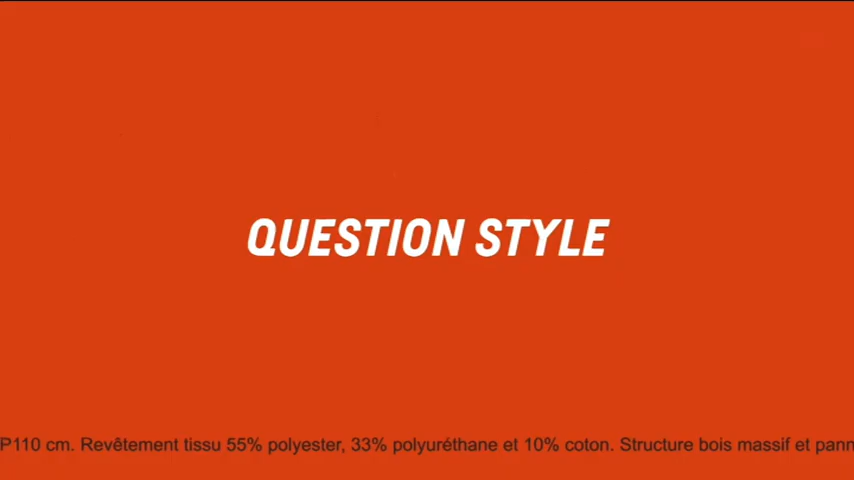 QUESTION STYLE
P110 cm. Revêtement tissu 55% polyester, 33% polyuréthane et 10% coton. Structure bois massif et pann